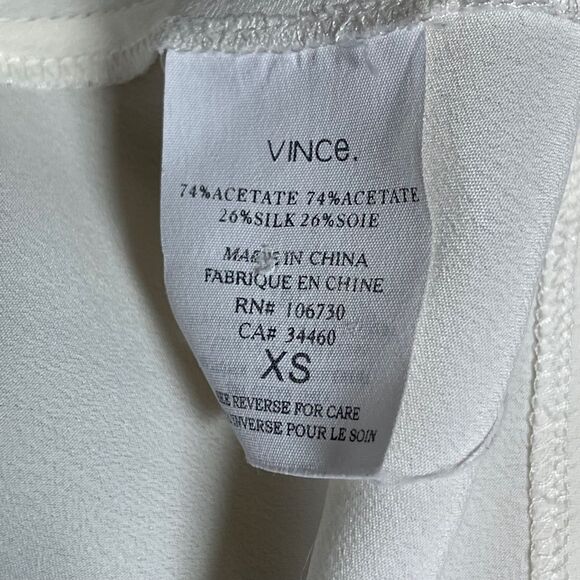 VINCe.
74%ACETATE 74%ACETATE
26%SILK 26%SOIE
MADE IN CHINA
FABRIQUE EN CHINE
RN# 106730
CA# 34460
XS
REVERSE FOR CARE
POUR LE SOIN